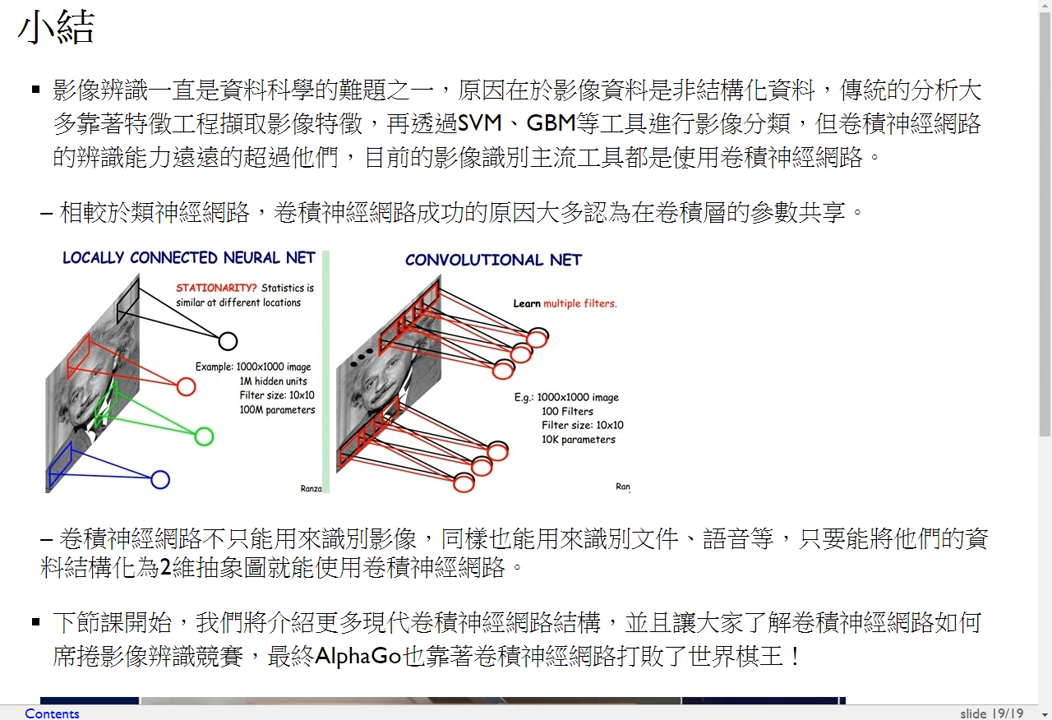 小結
▪ 影像辨識一直是資料科學的難題之一，原因在於影像資料是非結構化資料，傳統的分析大
多靠著特徵工程擷取影像特徵，再透過SVM、GBM等工具進行影像分類，但卷積神經網路
的辨識能力遠遠的超過他們，目前的影像識別主流工具都是使用卷積神經網路。
– 相較於類神經網路，卷積神經網路成功的原因大多認為在卷積層的參數共享。
LOCALLY CONNECTED NEURAL NET
STATIONARITY? Statistics is
similar at different locations
Example: 1000x1000 image
1M hidden units
Filter size: 10x10
100M parameters
Ranza
CONVOLUTIONAL NET
Learn multiple filters.
E.g.: 1000x1000 image
100 Filters
Filter size: 10x10
10K parameters
Ran
– 卷積神經網路不只能用來識別影像，同樣也能用來識別文件、語音等，只要能將他們的資
料結構化為2維抽象圖就能使用卷積神經網路。
▪ 下節課開始，我們將介紹更多現代卷積神經網路結構，並且讓大家了解卷積神經網路如何
席捲影像辨識競賽，最終AlphaGo也靠著卷積神經網路打敗了世界棋王！
Contents
slide 19/19